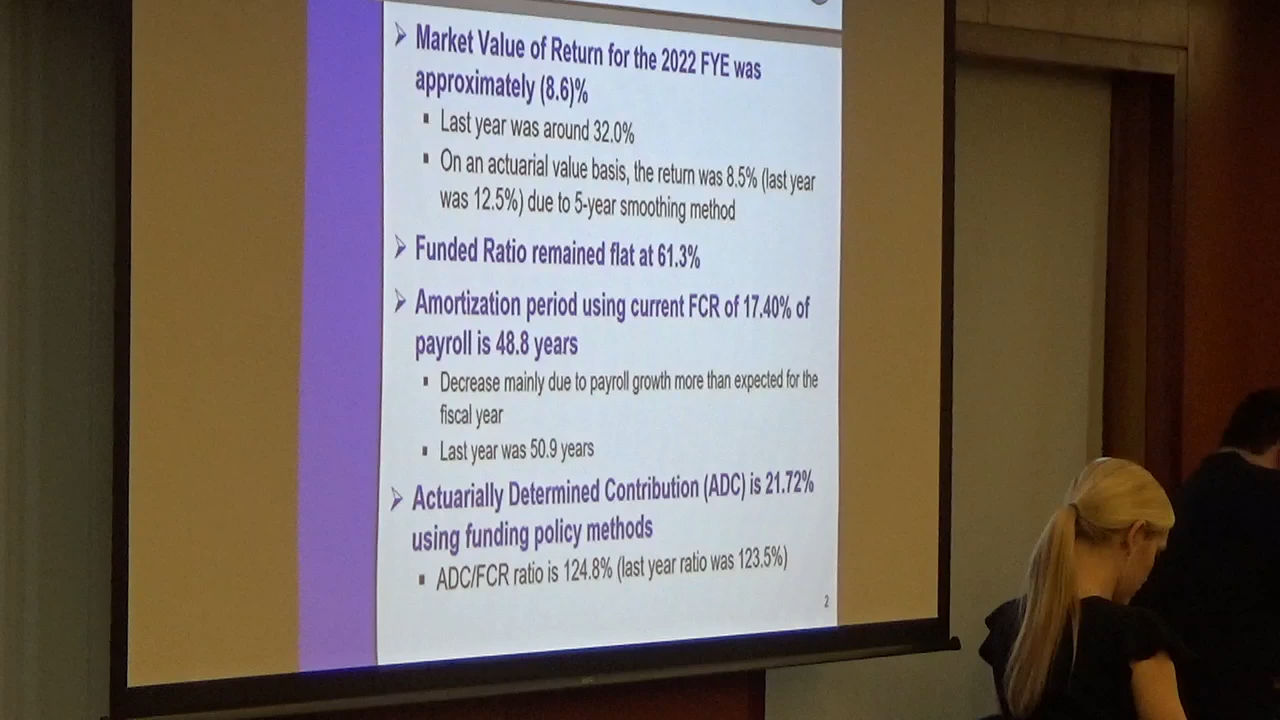 Market Value of Return for the 2022 FYE was
approximately (8.6)%
Last year was around 32.0%
On an actuarial value basis, the return was 8.5% (last year
was 12.5%) due to 5-year smoothing method
Funded Ratio remained flat at 61.3%
Amortization period using current FCR of 17.40% of
payroll is 48.8 years
Decrease mainly due to payroll growth more than expected for the
fiscal year
Last year was 50.9 years
Actuarially Determined Contribution (ADC) is 21.72%
using funding policy methods
ADC/FCR ratio is 124.8% (last year ratio was 123.5%)
2